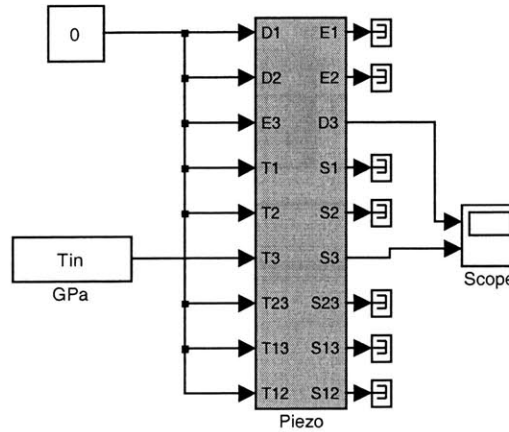 0
D1 E1
D2 E2
E3 D3
T1 S1
T2 S2
Tin T3 S3
GPa Scope
T23 S23
T13 S13
T12 S12
Piezo